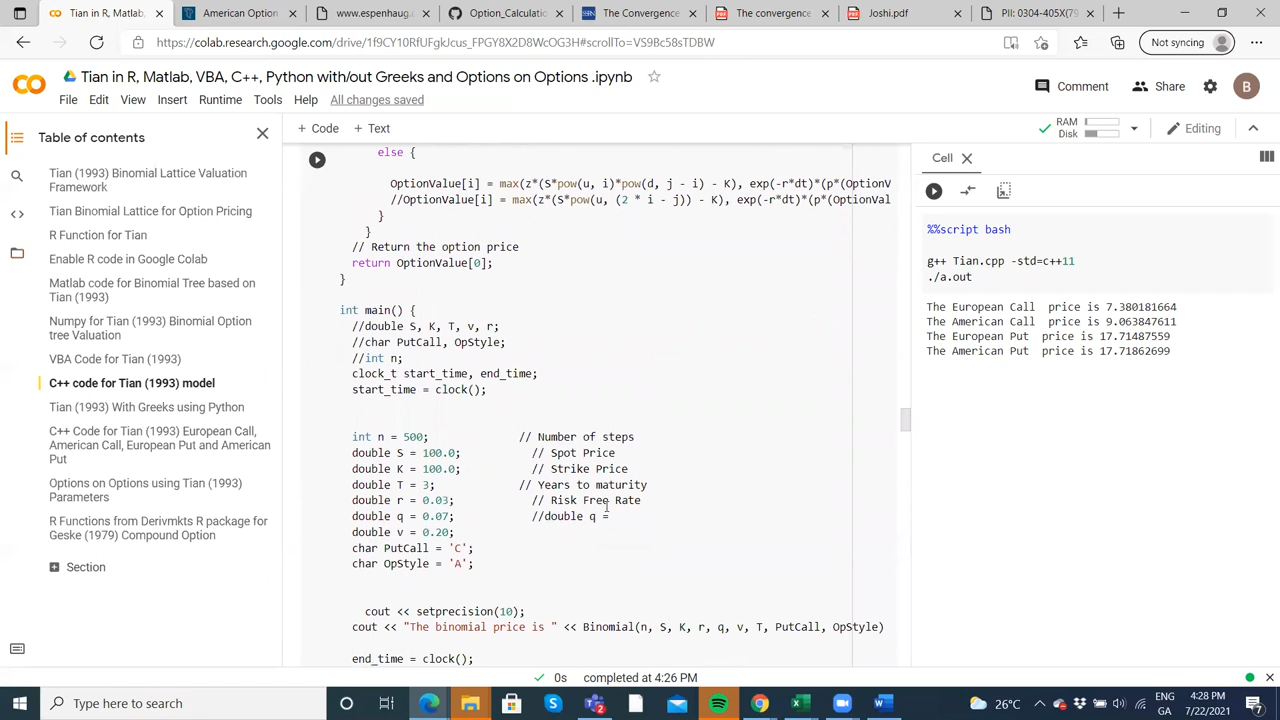 Tian in R, Matlab, VBA, C++, P
American Option
www.espenhaug.c
Option_Calculatio
The Convergence
The convergence
Joshi.pdf
PII: 0304-405X(79
https://colab.research.google.com/drive/1f9CY10RfUFgkJcus_FPGY8X2D8WcOG3H#scrollTo=VS9Bc58sTDBW
Not syncing
Tian in R, Matlab, VBA, C++, Python with/out Greeks and Options on Options .ipynb
File Edit View Insert Runtime Tools Help All changes saved
Comment Share B
Table of contents
+ Code + Text
RAM
Disk
Editing
Tian (1993) Binomial Lattice Valuation
Framework
Tian Binomial Lattice for Option Pricing
R Function for Tian
Enable R code in Google Colab
Matlab code for Binomial Tree based on
Tian (1993)
Numpy for Tian (1993) Binomial Option
tree Valuation
VBA Code for Tian (1993)
C++ code for Tian (1993) model
Tian (1993) With Greeks using Python
C++ Code for Tian (1993) European Call,
American Call, European Put and American
Put
Options on Options using Tian (1993)
Parameters
R Functions from Derivmkts R package for
Geske (1979) Compound Option
Section
else {
OptionValue[i] = max(z*(S*pow(u, i)*pow(d, j - i) - K), exp(-r*dt)*(p*(OptionV
//OptionValue[i] = max(z*(S*pow(u, (2 * i - j)) - K), exp(-r*dt)*(p*(OptionVal
}
}
// Return the option price
return OptionValue[0];
}
int main() {
//double S, K, T, v, r;
//char PutCall, OpStyle;
//int n;
clock_t start_time, end_time;
start_time = clock();
int n = 500; // Number of steps
double S = 100.0; // Spot Price
double K = 100.0; // Strike Price
double T = 3; // Years to maturity
double r = 0.03; // Risk Free Rate
double q = 0.07; //double q =
double v = 0.20;
char PutCall = 'C';
char OpStyle = 'A';
cout << setprecision(10);
cout << "The binomial price is " << Binomial(n, S, K, r, q, v, T, PutCall, OpStyle)
end_time = clock();
Cell
%%script bash
g++ Tian.cpp -std=c++11
./a.out
The European Call  price is 7.380181664
The American Call  price is 9.063847611
The European Put  price is 17.71487559
The American Put  price is 17.71862699
0s completed at 4:26 PM
Type here to search
26°C
ENG
GA
4:28 PM
7/22/2021